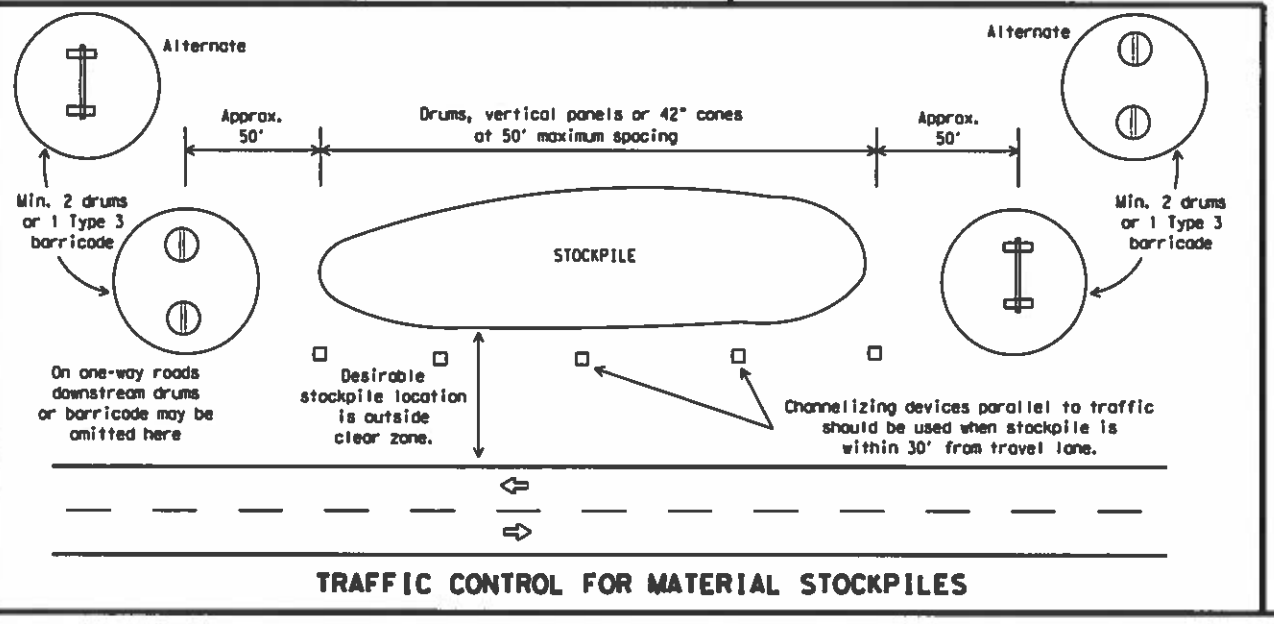 Alternate
Alternate
Approx.
50'
Drums, vertical panels or 42" cones
at 50' maximum spacing
Approx.
50'
Min. 2 drums
or 1 Type 3
barricade
Min. 2 drums
or 1 Type 3
barricade
STOCKPILE
On one-way roads
downstream drums
or barricade may be
omitted here
Desirable
stockpile location
is outside
clear zone.
Channelizing devices parallel to traffic
should be used when stockpile is
within 30' from travel lane.
TRAFFIC CONTROL FOR MATERIAL STOCKPILES